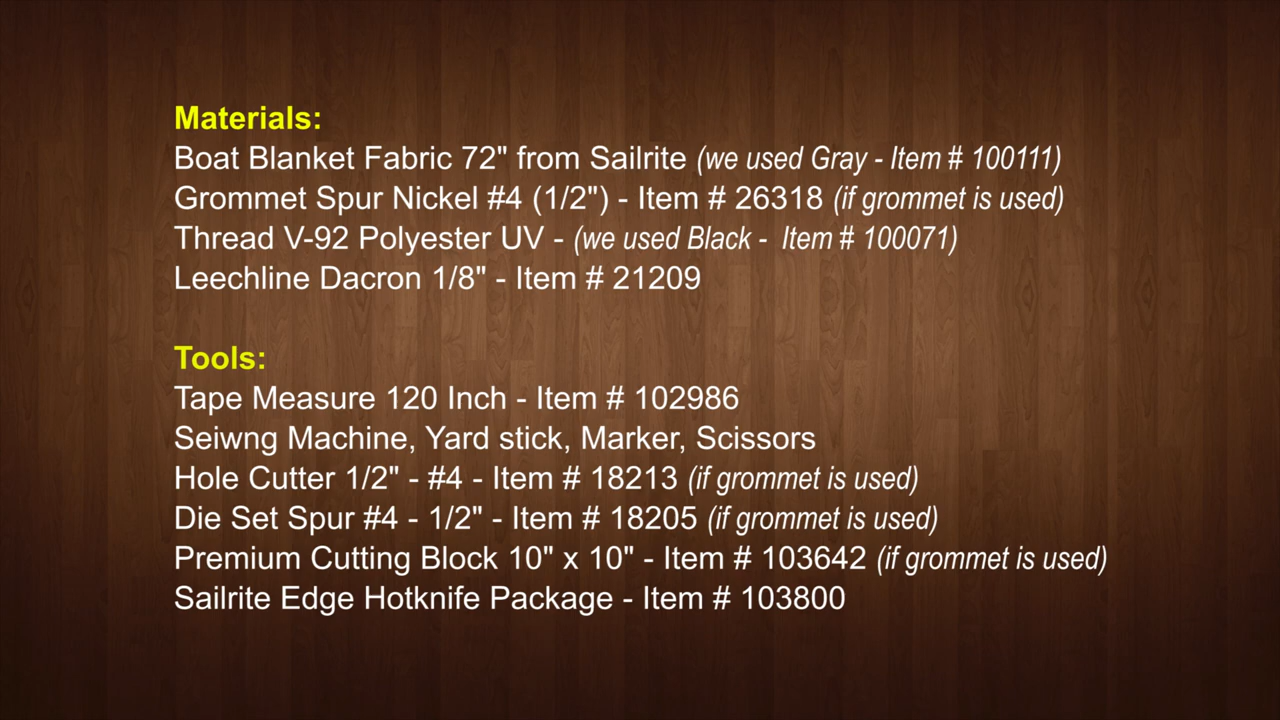 Materials:
Boat Blanket Fabric 72" from Sailrite (we used Gray - Item # 100111)
Grommet Spur Nickel #4 (1/2") - Item # 26318 (if grommet is used)
Thread V-92 Polyester UV - (we used Black - Item # 100071)
Leechline Dacron 1/8" - Item # 21209
Tools:
Tape Measure 120 Inch - Item # 102986
Seiwng Machine, Yard stick, Marker, Scissors
Hole Cutter 1/2" - #4 - Item # 18213 (if grommet is used)
Die Set Spur #4 - 1/2" - Item # 18205 (if grommet is used)
Premium Cutting Block 10" x 10" - Item # 103642 (if grommet is used)
Sailrite Edge Hotknife Package - Item # 103800